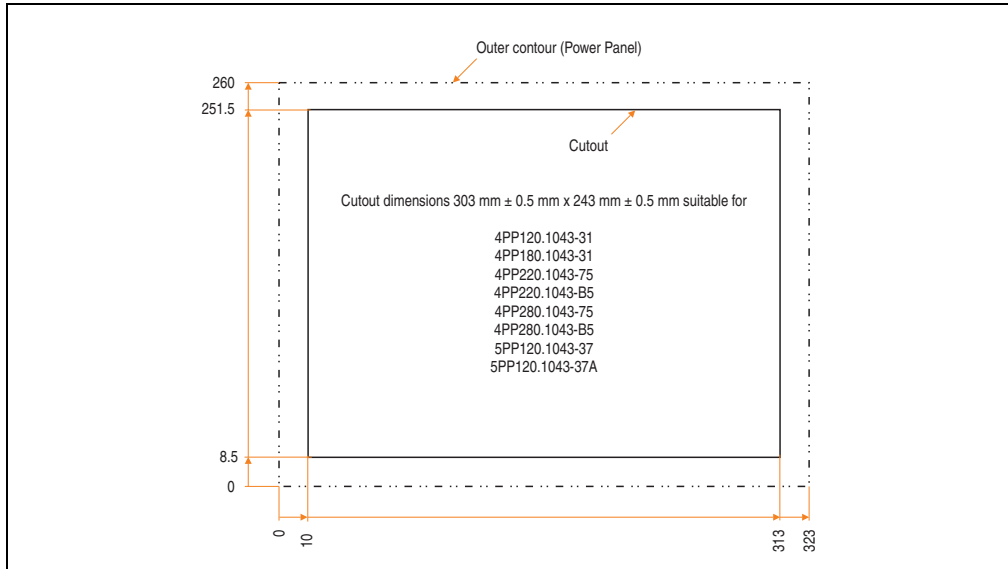 Outer contour (Power Panel)
260
251.5
Cutout
Cutout dimensions 303 mm ± 0.5 mm x 243 mm ± 0.5 mm suitable for
4PP120.1043-31
4PP180.1043-31
4PP220.1043-75
4PP220.1043-B5
4PP280.1043-75
4PP280.1043-B5
5PP120.1043-37
5PP120.1043-37A
8.5
0
0
10
313
323